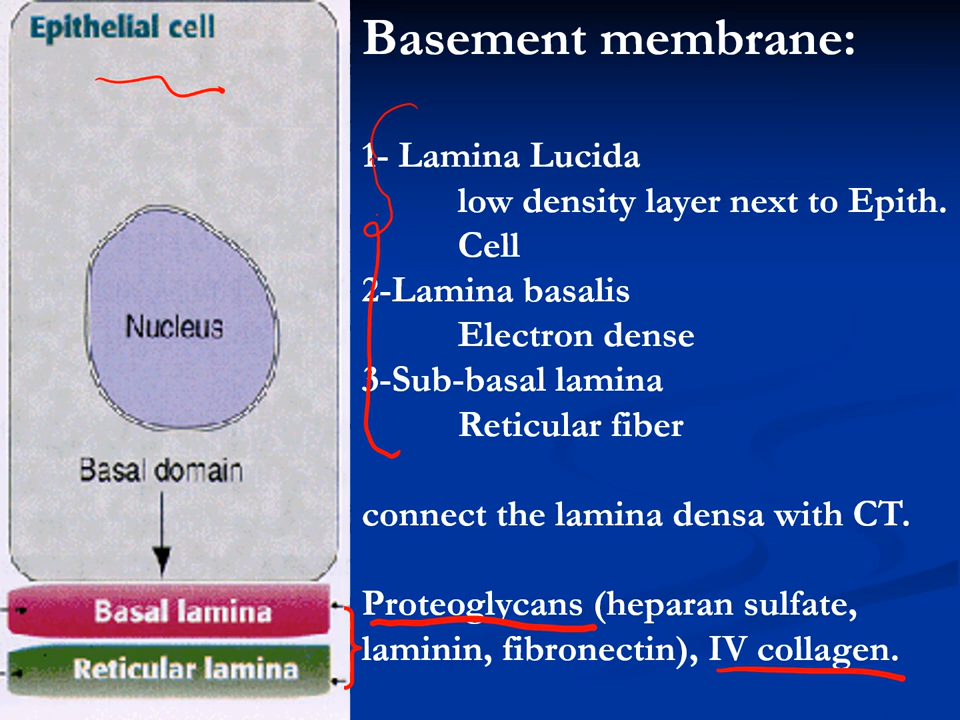 Epithelial cell
Nucleus
Basal domain
Basal lamina
Reticular lamina
Basement membrane:
1- Lamina Lucida
low density layer next to Epith.
Cell
2-Lamina basalis
Electron dense
3-Sub-basal lamina
Reticular fiber
connect the lamina densa with CT.
Proteoglycans (heparan sulfate,
laminin, fibronectin), IV collagen.